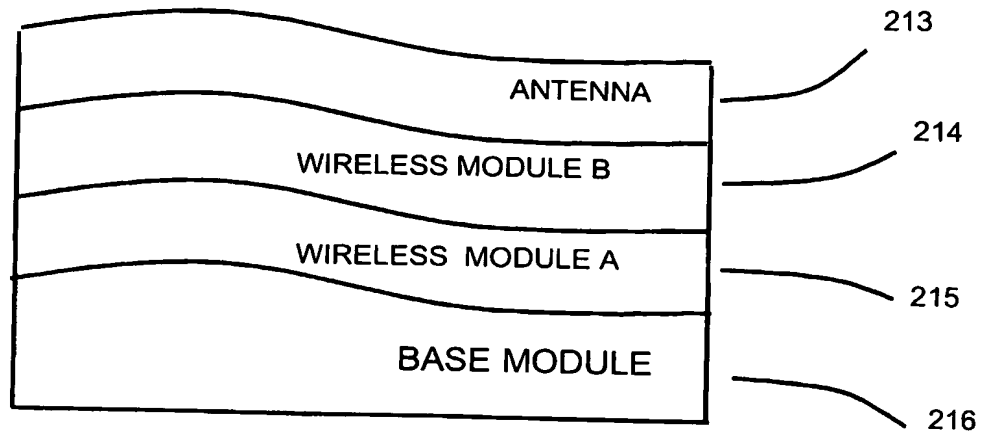 213
ANTENNA
214
WIRELESS MODULE B
WIRELESS MODULE A
215
BASE MODULE
216